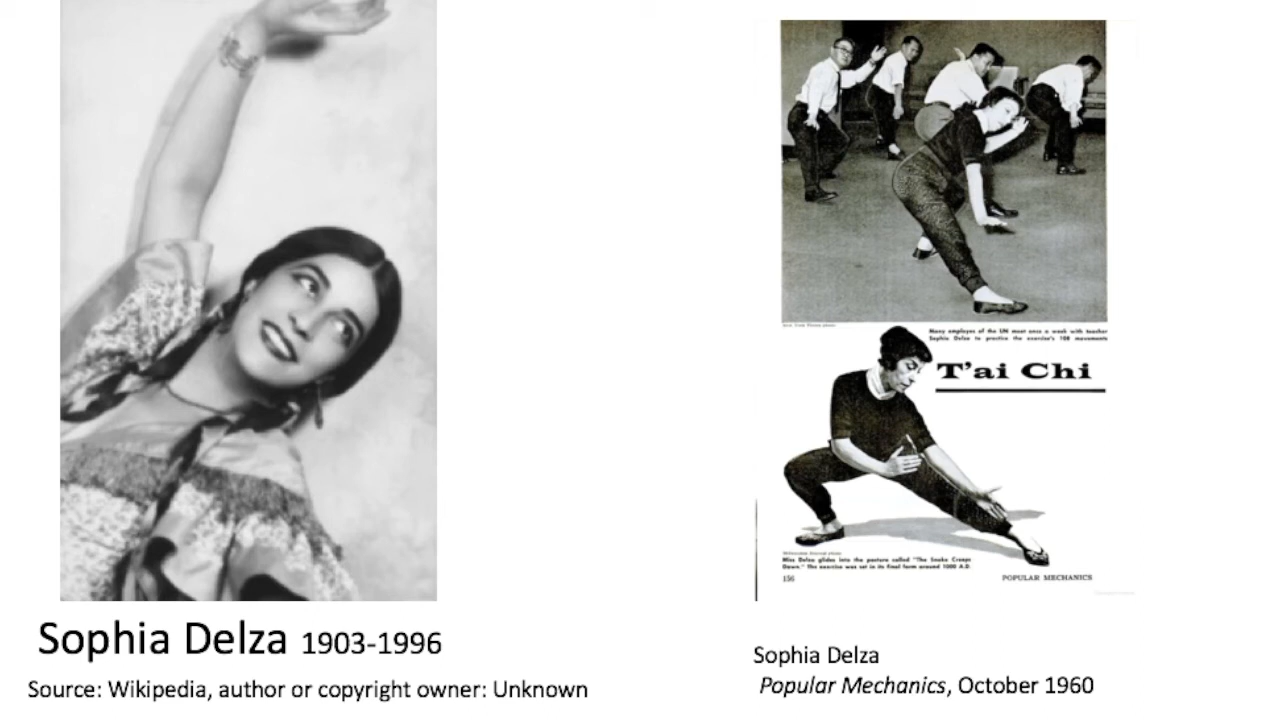 Many employes of the UN meet once a week with teacher
Sophia Delza to practice the exercise's 108 movements
T'ai Chi
Miss Delza glides into the posture called "The Snake Creeps
Down." The exercise was set in its final form around 1000 A.D.
156
POPULAR MECHANICS
Sophia Delza 1903-1996
Source: Wikipedia, author or copyright owner: Unknown
Sophia Delza
Popular Mechanics, October 1960